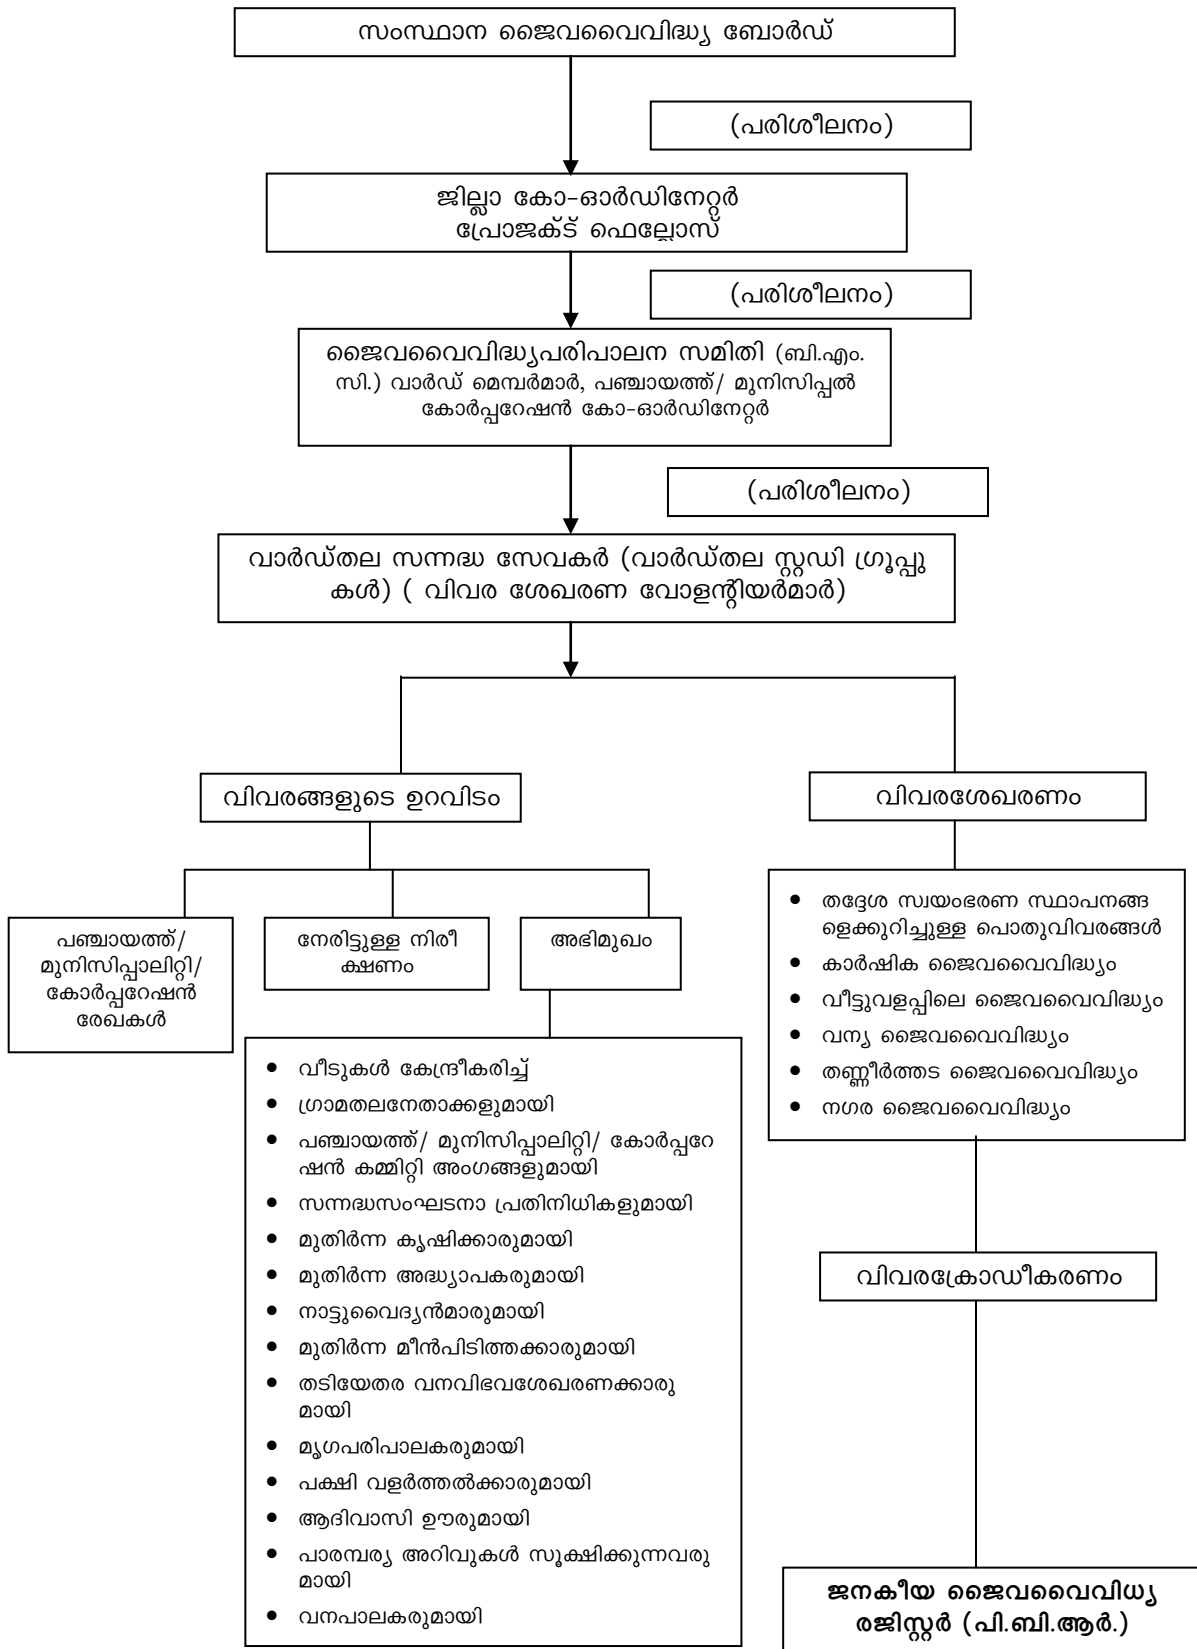 സംസ്ഥാന ജൈവവൈവിദ്ധ്യ ബോർഡ്
(പരിശീലനം)
ജില്ലാ കോ-ഓർഡിനേറ്റർ
പ്രോജക്ട് ഫെല്ലോസ്
(പരിശീലനം)
ജൈവവൈവിദ്ധ്യപരിപാലന സമിതി (ബി.എം.
സി.) വാർഡ് മെമ്പർമാർ, പഞ്ചായത്ത്/ മുനിസിപ്പൽ
കോർപ്പറേഷൻ കോ-ഓർഡിനേറ്റർ
(പരിശീലനം)
വാർഡ്തല സന്നദ്ധ സേവകർ (വാർഡ്തല സ്റ്റഡി ഗ്രൂപ്പു
കൾ) ( വിവര ശേഖരണ വോളന്റിയർമാർ)
വിവരങ്ങളുടെ ഉറവിടം
പഞ്ചായത്ത്/
മുനിസിപ്പാലിറ്റി/
കോർപ്പറേഷൻ
രേഖകൾ
നേരിട്ടുള്ള നിരീ
ക്ഷണം
അഭിമുഖം
• വീടുകൾ കേന്ദ്രീകരിച്ച്
• ഗ്രാമതലനേതാക്കളുമായി
• പഞ്ചായത്ത്/ മുനിസിപ്പാലിറ്റി/ കോർപ്പറേ
ഷൻ കമ്മിറ്റി അംഗങ്ങളുമായി
• സന്നദ്ധസംഘടനാ പ്രതിനിധികളുമായി
• മുതിർന്ന കൃഷിക്കാരുമായി
• മുതിർന്ന അദ്ധ്യാപകരുമായി
• നാട്ടുവൈദ്യൻമാരുമായി
• മുതിർന്ന മീൻപിടിത്തക്കാരുമായി
• തടിയേതര വനവിഭവശേഖരണക്കാരു
മായി
• മൃഗപരിപാലകരുമായി
• പക്ഷി വളർത്തൽക്കാരുമായി
• ആദിവാസി ഊരുമായി
• പാരമ്പര്യ അറിവുകൾ സൂക്ഷിക്കുന്നവരു
മായി
• വനപാലകരുമായി
വിവരശേഖരണം
• തദ്ദേശ സ്വയംഭരണ സ്ഥാപനങ്ങ
ളെക്കുറിച്ചുള്ള പൊതുവിവരങ്ങൾ
• കാർഷിക ജൈവവൈവിദ്ധ്യം
• വീട്ടുവളപ്പിലെ ജൈവവൈവിദ്ധ്യം
• വന്യ ജൈവവൈവിദ്ധ്യം
• തണ്ണീർത്തട ജൈവവൈവിദ്ധ്യം
• നഗര ജൈവവൈവിദ്ധ്യം
വിവരക്രോഡീകരണം
ജനകീയ ജൈവവൈവിധ്യ
രജിസ്റ്റർ (പി.ബി.ആർ.)